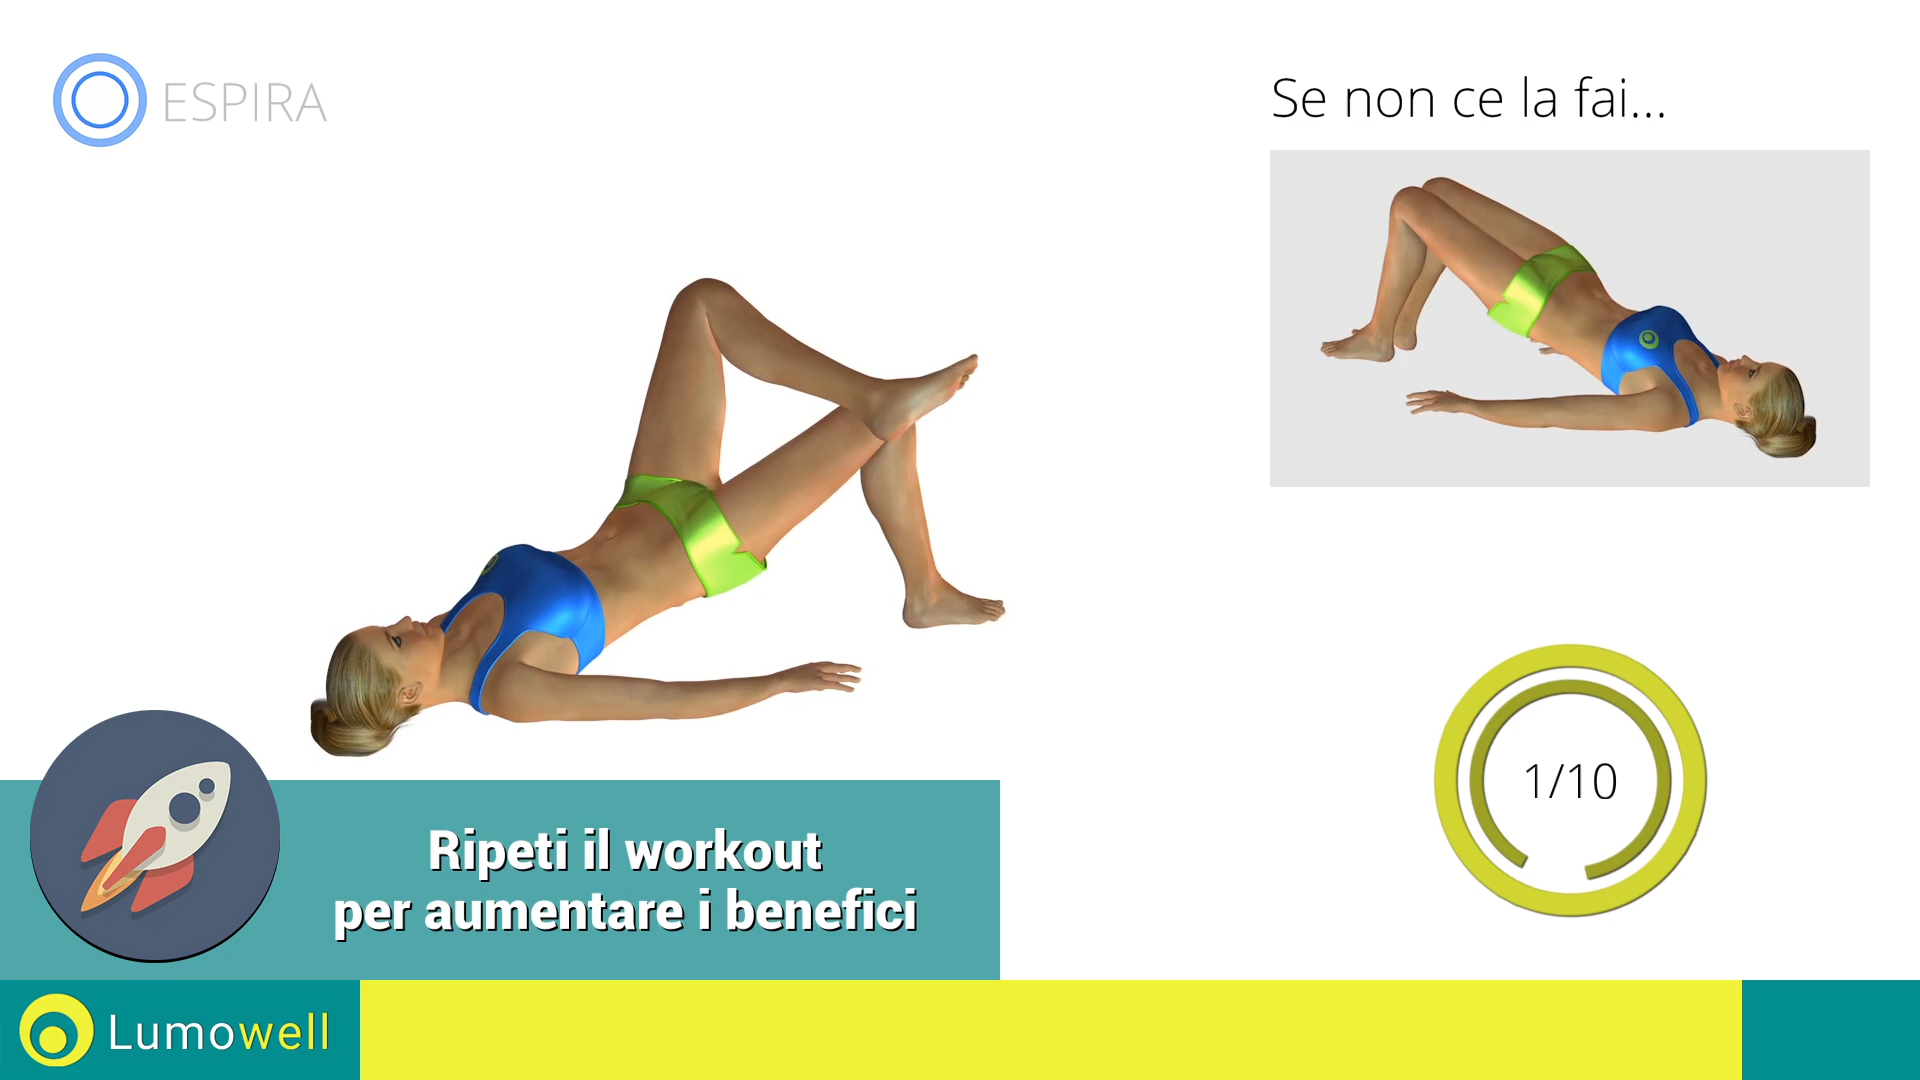 ESPIRA
Se non ce la fai...
1/10
Ripeti il workout
per aumentare i benefici
Lumowell